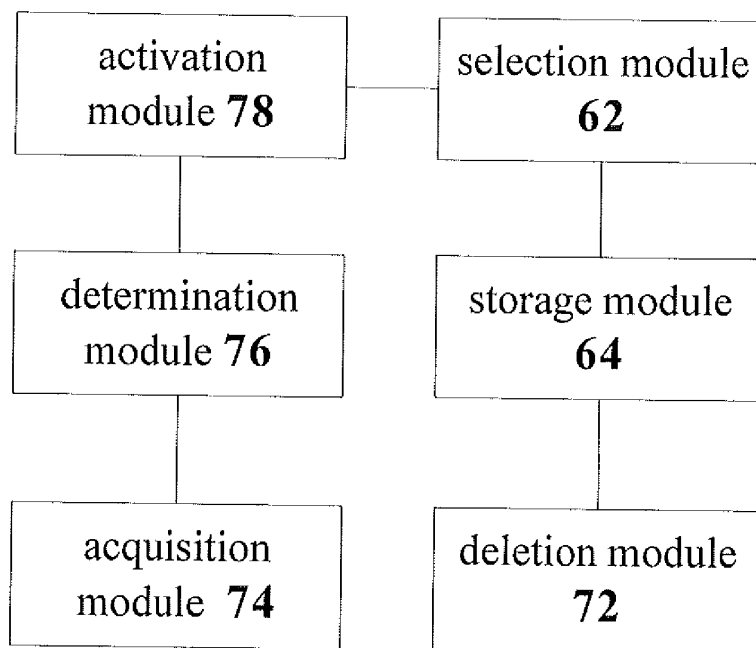 activation
module 78
selection module
62
determination
module 76
storage module
64
acquisition
module 74
deletion module
72